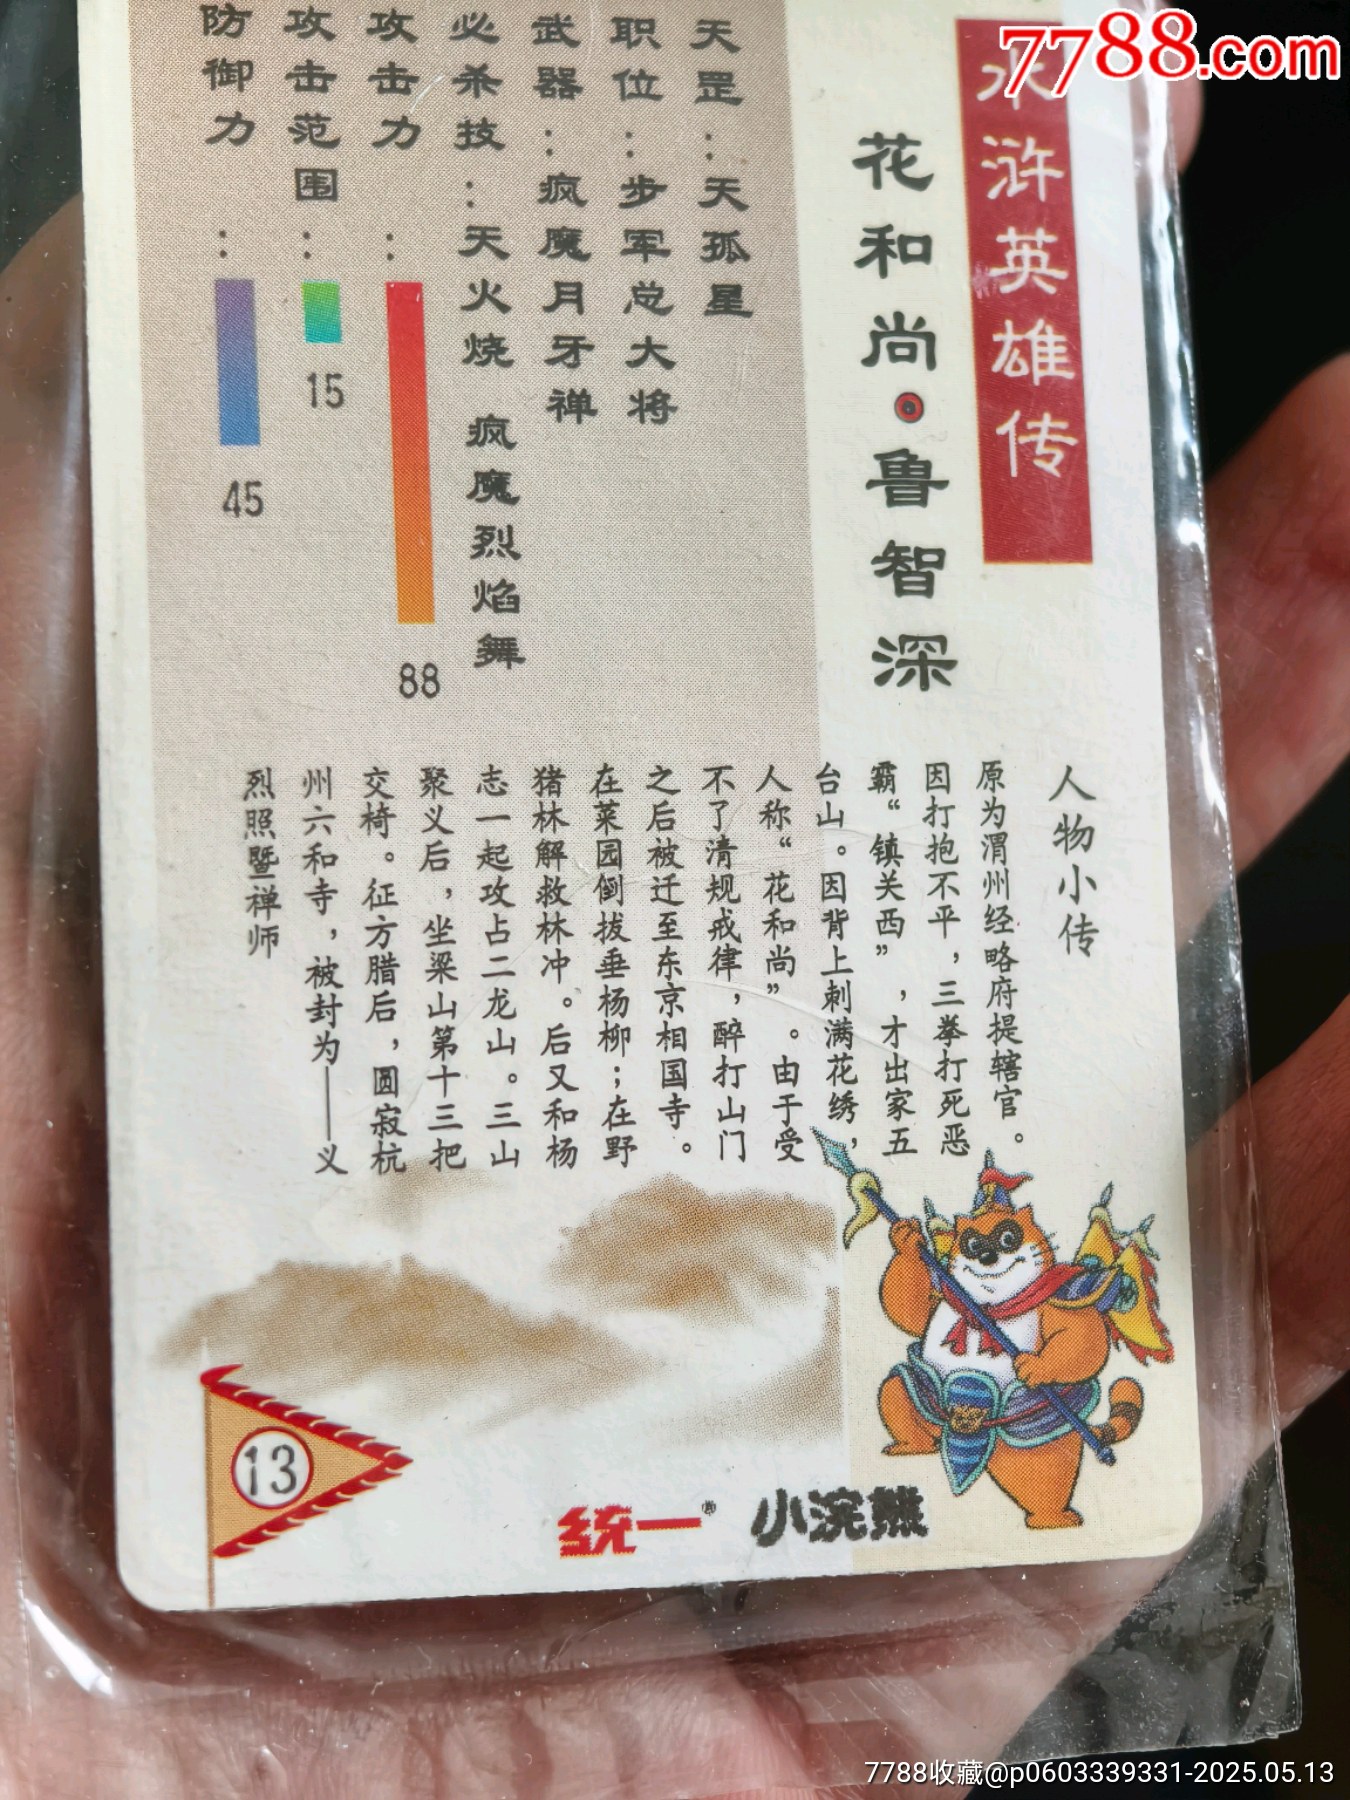 7788.com
水浒英雄传
花和尚·鲁智深
天罡:天孤星
职位:步军总大将
武器:疯魔月牙禅
必杀技:天火烧 疯魔烈焰舞
攻击力:
88
攻击范围:
15
防御力:
45
人物小传
原为渭州经略府提辖官。
因打抱不平,三拳打死恶
霸“镇关西”,才出家五
台山。因背上刺满花绣,
人称“花和尚”。由于受
不了清规戒律,醉打山门
之后被迁至东京相国寺。
在菜园倒拔垂杨柳;在野
猪林解救林冲。后又和杨
志一起攻占二龙山。三山
聚义后,坐梁山第十三把
交椅。征方腊后,圆寂杭
州六和寺,被封为——义
烈照暨禅师
13
统一® 小浣熊
7788收藏@p0603339331-2025.05.13